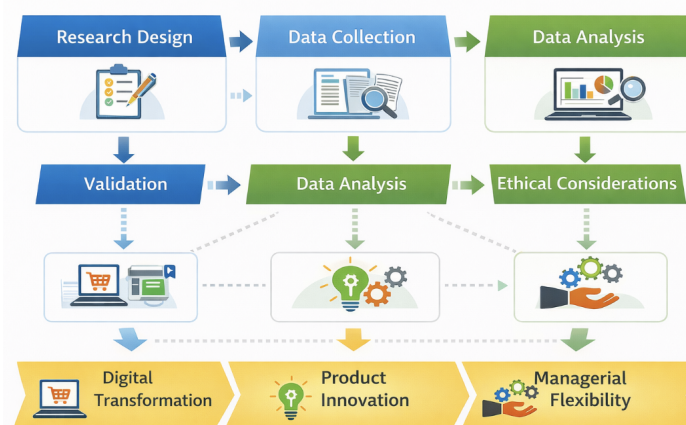 Research Design
Data Collection
Data Analysis
Validation
Data Analysis
Ethical Considerations
Digital
Transformation
Product
Innovation
Managerial
Flexibility